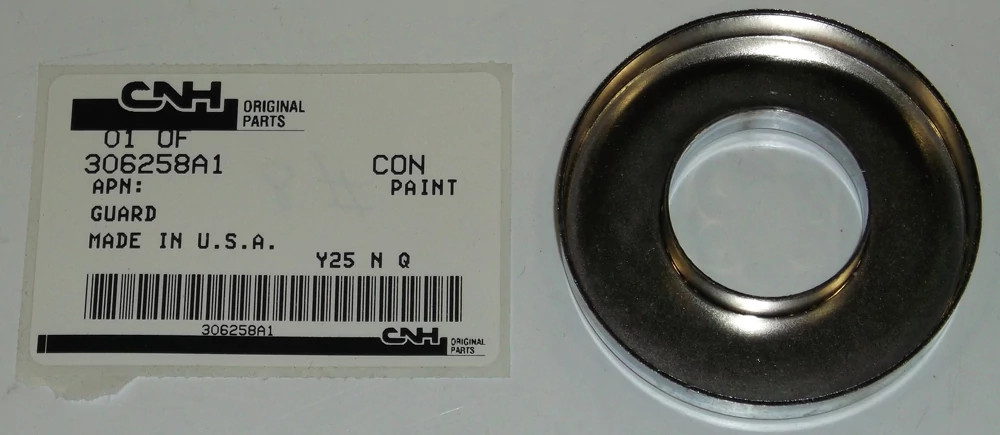 CNH ORIGINAL
PARTS
01 OF
306258A1 CON
APN: PAINT
GUARD
MADE IN U.S.A.
Y25 N Q
306258A1
CNH ORIGINAL
PARTS